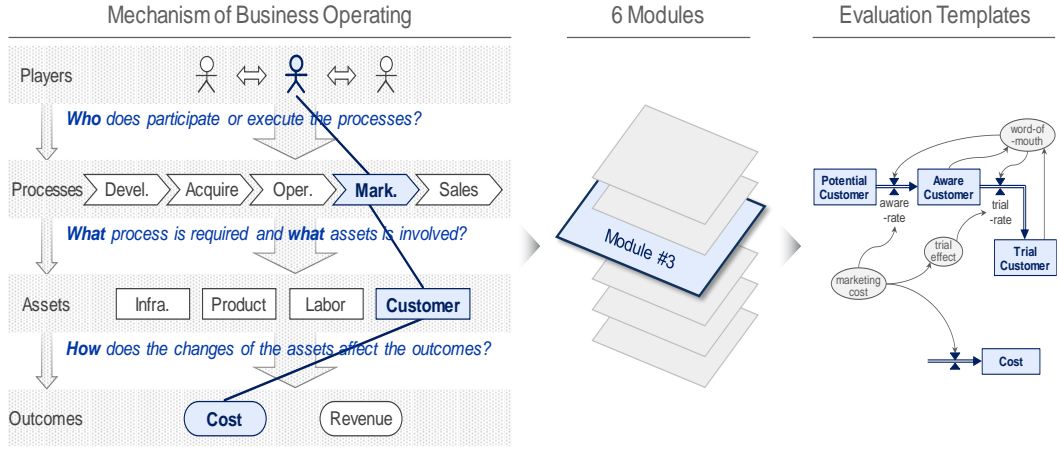 Mechanism of Business Operating
6 Modules
Evaluation Templates
Players
Who does participate or execute the processes?
Processes
Devel.
Acquire
Oper.
Mark.
Sales
What process is required and what assets is involved?
Assets
Infra.
Product
Labor
Customer
How does the changes of the assets affect the outcomes?
Outcomes
Cost
Revenue
Module #3
word-of
-mouth
Potential
Customer
Aware
Customer
aware
-rate
trial
-rate
trial
effect
Trial
Customer
marketing
cost
Cost